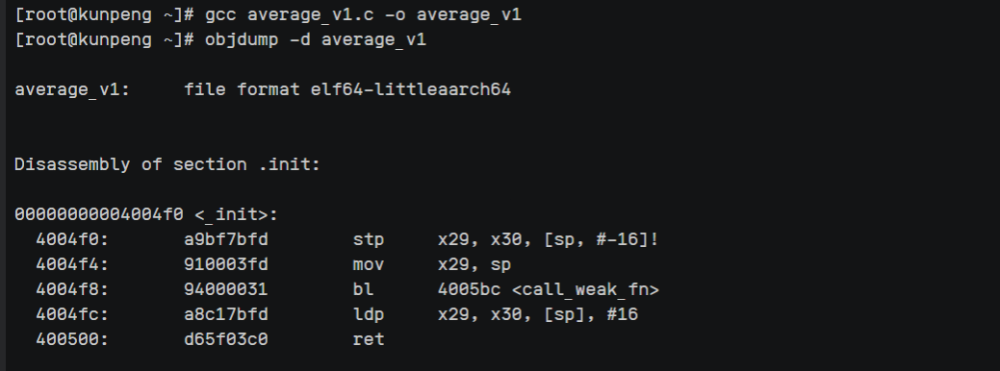 [root@kunpeng ~]# gcc average_v1.c -o average_v1
[root@kunpeng ~]# objdump -d average_v1
average_v1:     file format elf64-littleaarch64
Disassembly of section .init:
00000000004004f0 <_init>:
  4004f0:       a9bf7bfd        stp     x29, x30, [sp, #-16]!
  4004f4:       910003fd        mov     x29, sp
  4004f8:       94000031        bl      4005bc <call_weak_fn>
  4004fc:       a8c17bfd        ldp     x29, x30, [sp], #16
  400500:       d65f03c0        ret